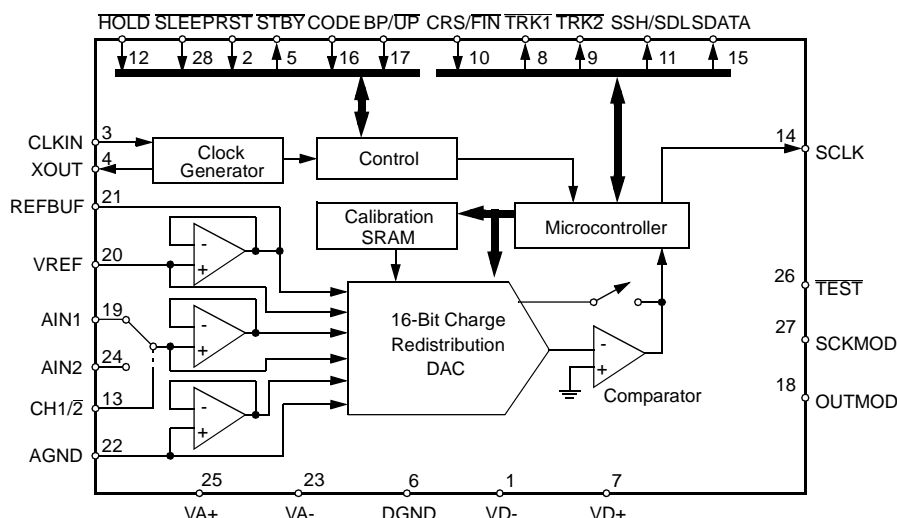 HOLD SLEEP RST STBY CODE BP/UP CRS/FIN TRK1 TRK2 SSH/SDL SDATA
12 28 2 5 16 17 10 8 9 11 15
CLKIN 3
XOUT 4
Clock
Generator
Control
14 SCLK
REFBUF 21
Calibration
SRAM
Microcontroller
VREF 20
-
+
26 TEST
AIN1 19
-
+
16-Bit Charge
Redistribution
DAC
-
+
Comparator
27 SCKMOD
AIN2 24
CH1/2 13
-
+
18 OUTMOD
AGND 22
25 23 6 1 7
VA+ VA- DGND VD- VD+